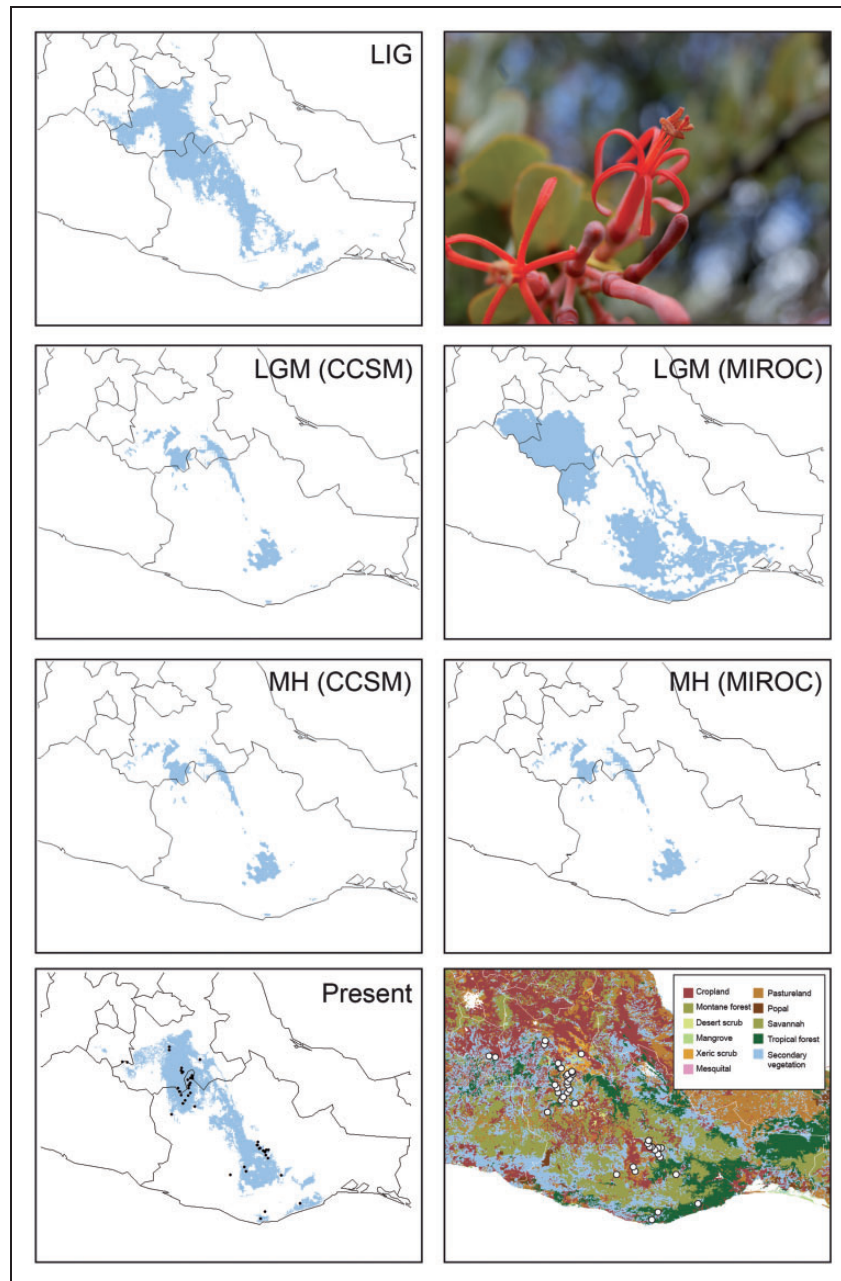 LIG
LGM (CCSM)
LGM (MIROC)
MH (CCSM)
MH (MIROC)
Present
Cropland
Montane forest
Desert scrub
Mangrove
Xeric scrub
Mesquital
Pastureland
Popal
Savannah
Tropical forest
Secondary
vegetation